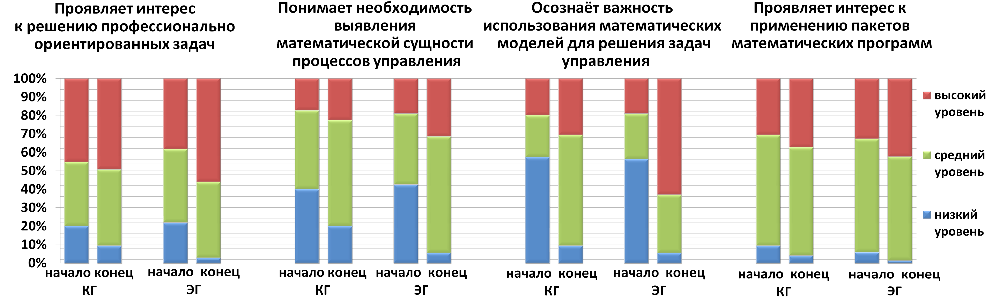 Проявляет интерес
к решению профессионально
ориентированных задач
Понимает необходимость
выявления
математической сущности
процессов управления
Осознаёт важность
использования математических
моделей для решения задач
управления
Проявляет интерес к
применению пакетов
математических программ
100%
90%
80%
70%
60%
50%
40%
30%
20%
10%
0%
начало конец
КГ
начало конец
ЭГ
начало конец
КГ
начало конец
ЭГ
начало конец
КГ
начало конец
ЭГ
начало конец
КГ
начало конец
ЭГ
высокий
уровень
средний
уровень
низкий
уровень